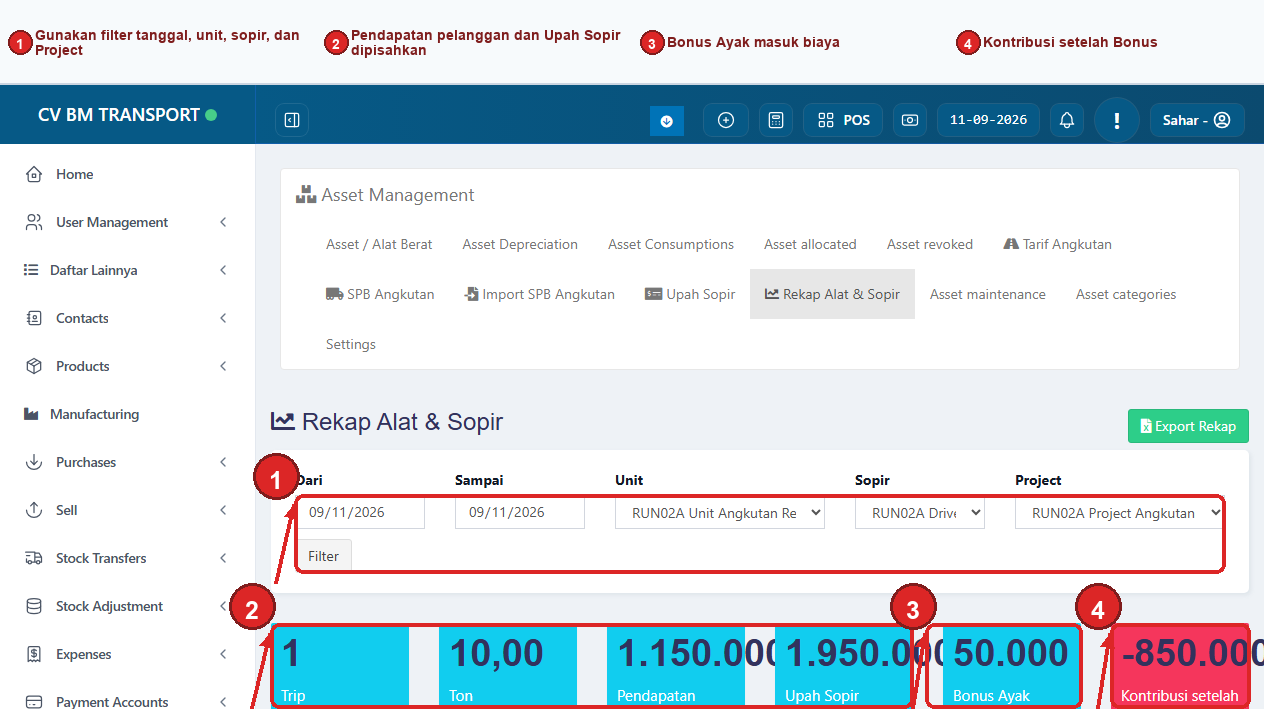 1 Gunakan filter tanggal, unit, sopir, dan Project
2 Pendapatan pelanggan dan Upah Sopir dipisahkan
3 Bonus Ayak masuk biaya
4 Kontribusi setelah Bonus
CV BM TRANSPORT
POS
11-09-2026
Sahar -
Home
User Management
Daftar Lainnya
Contacts
Products
Manufacturing
Purchases
Sell
Stock Transfers
Stock Adjustment
Expenses
Payment Accounts
Asset Management
Asset / Alat Berat Asset Depreciation Asset Consumptions Asset allocated Asset revoked Tarif Angkutan
SPB Angkutan Import SPB Angkutan Upah Sopir Rekap Alat & Sopir Asset maintenance Asset categories
Settings
Rekap Alat & Sopir
Export Rekap
1
Dari Sampai Unit Sopir Project
09/11/2026 09/11/2026 RUN02A Unit Angkutan Re RUN02A Drive RUN02A Project Angkutan
Filter
2 3 4
1 10,00 1.150.000 1.950.000 50.000 -850.000
Trip Ton Pendapatan Upah Sopir Bonus Ayak Kontribusi setelah